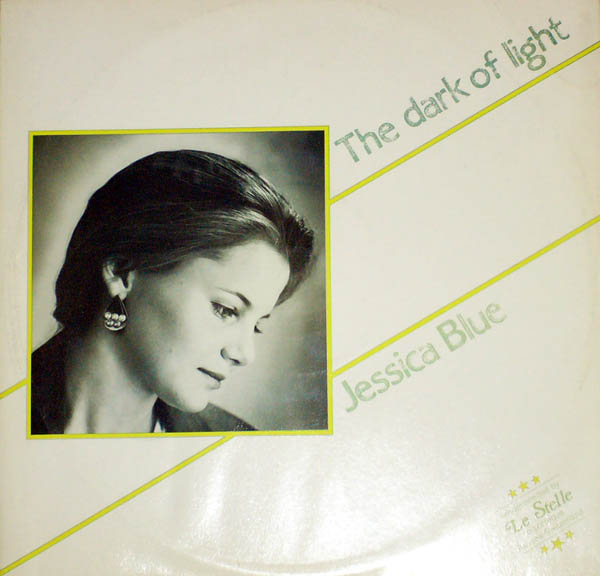 The dark of light
Jessica Blue
Le Stelle